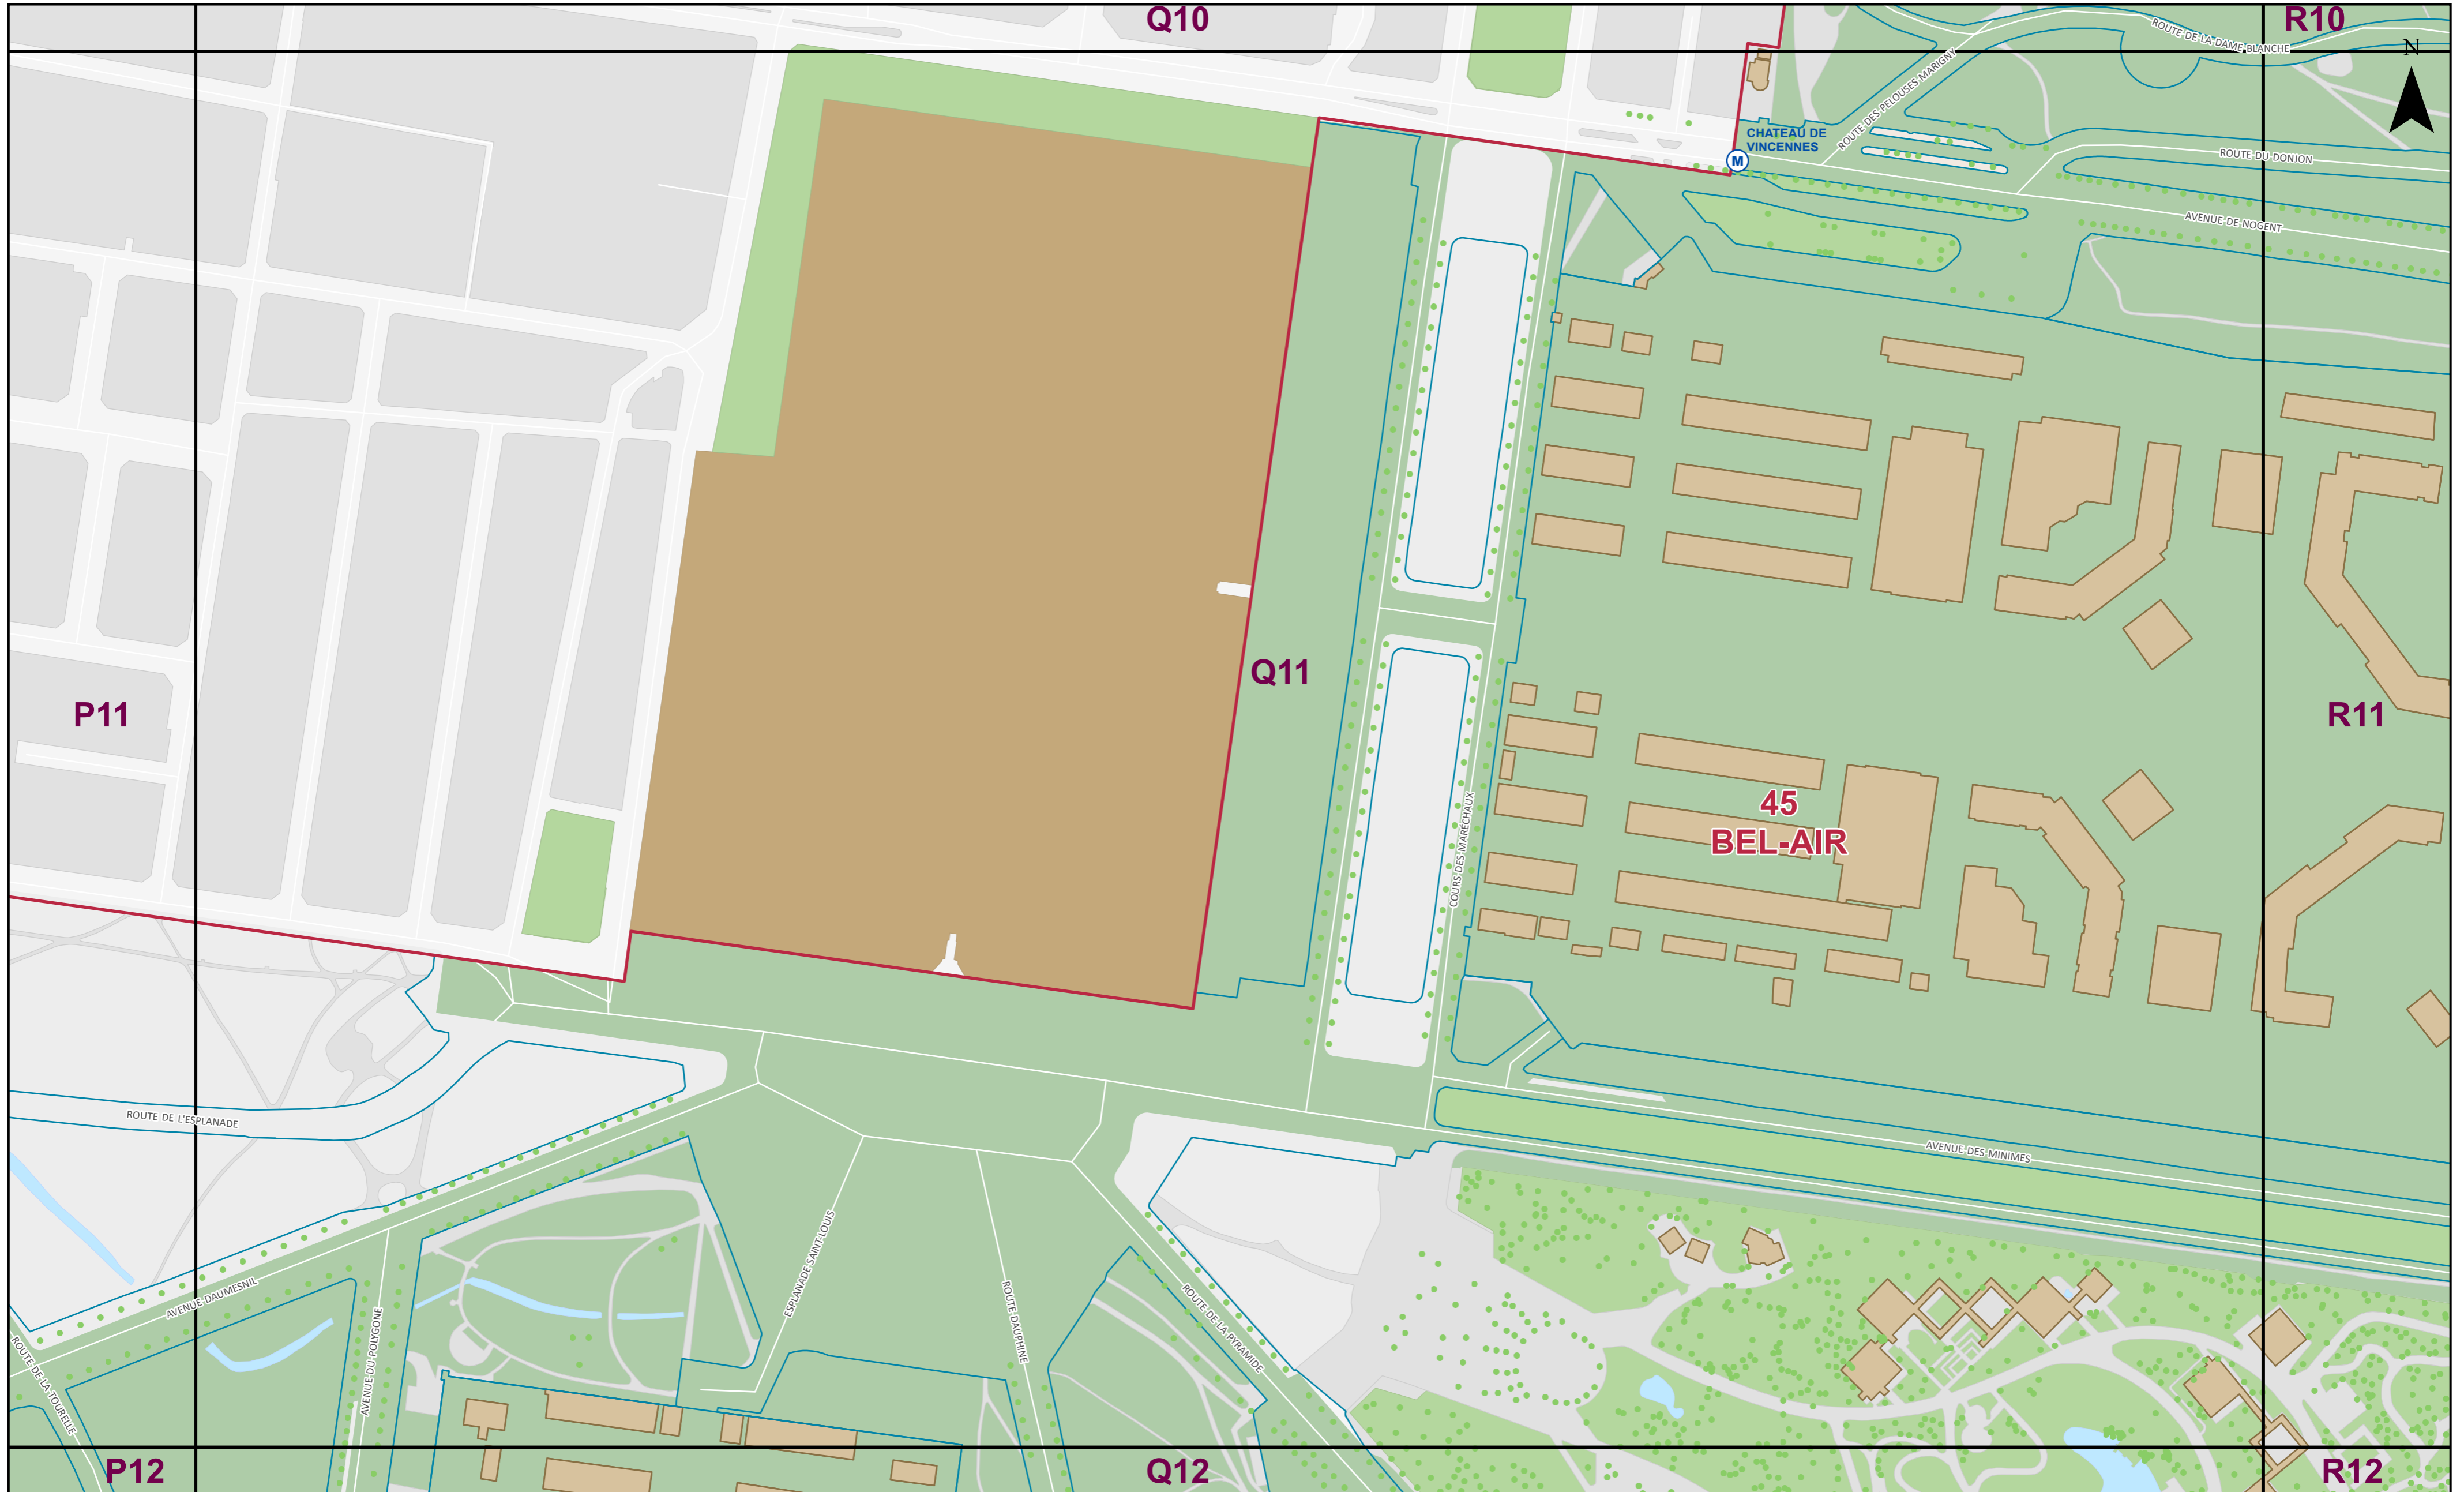 Q10
R10
ROUTE DE LA DAME BLANCHE
N
ROUTE DES PELOUSES MARIGNY
CHATEAU DE
VINCENNES
M
ROUTE DU DONJON
AVENUE DE NOGENT
Q11
P11
R11
45
BEL-AIR
COURS DES MARECHAUX
ROUTE DE L'ESPLANADE
AVENUE DES MINIMES
AVENUE DAUMESNIL
ESPLANADE SAINT-LOUIS
ROUTE DAUPHINE
ROUTE DE LA PYRAMIDE
AVENUE DU POLYGONE
ROUTE DE LA TOURELLE
P12
Q12
R12